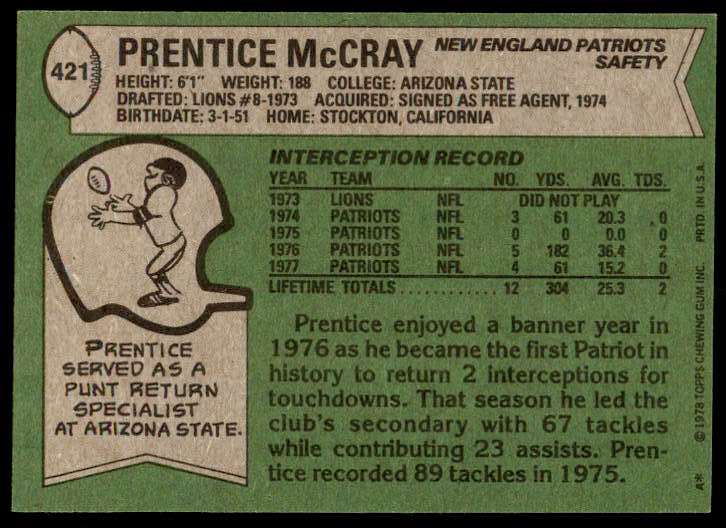 421
PRENTICE McCRAY
NEW ENGLAND PATRIOTS
SAFETY
HEIGHT: 6'1" WEIGHT: 188 COLLEGE: ARIZONA STATE
DRAFTED: LIONS #8-1973 ACQUIRED: SIGNED AS FREE AGENT, 1974
BIRTHDATE: 3-1-51 HOME: STOCKTON, CALIFORNIA
INTERCEPTION RECORD
YEAR TEAM NO. YDS. AVG. TDS.
1973 LIONS NFL DID NOT PLAY
1974 PATRIOTS NFL 3 61 20.3 0
1975 PATRIOTS NFL 0 0 0.0 0
1976 PATRIOTS NFL 5 182 36.4 2
1977 PATRIOTS NFL 4 61 15.2 0
LIFETIME TOTALS............ 12 304 25.3 2
PRENTICE
SERVED AS A
PUNT RETURN
SPECIALIST
AT ARIZONA STATE.
Prentice enjoyed a banner year in
1976 as he became the first Patriot in
history to return 2 interceptions for
touchdowns. That season he led the
club's secondary with 67 tackles
while contributing 23 assists. Pren-
tice recorded 89 tackles in 1975.
A* © 1978 TOPPS CHEWING GUM INC. PRTD. IN U.S.A.